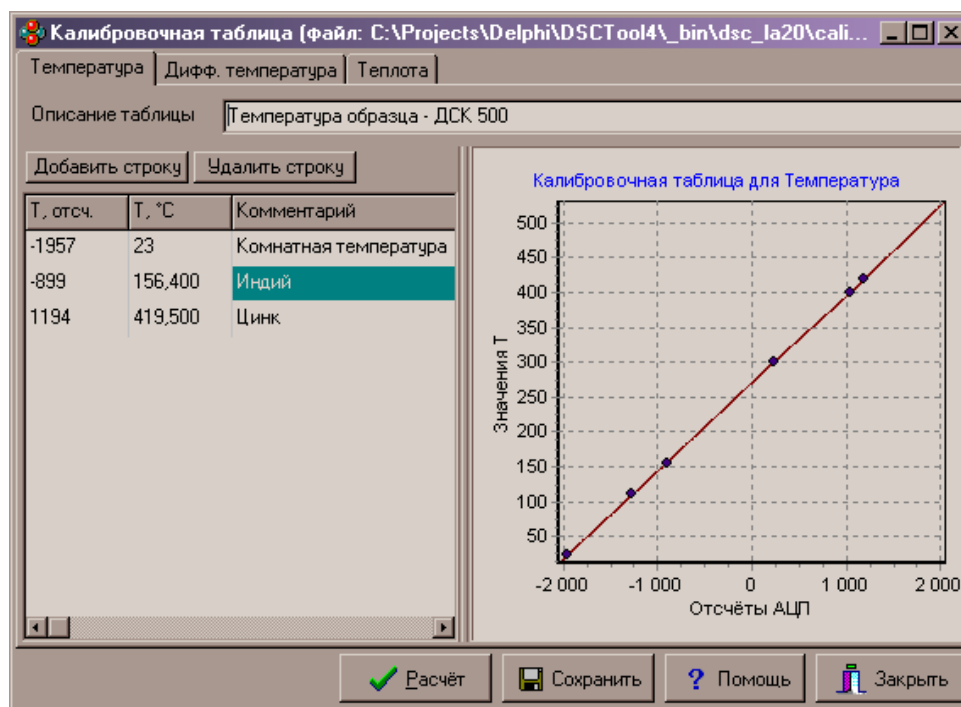 Калибровочная таблица (Файл: C:\Projects\Delphi\DSCTool4\_bin\dsc_la20\cali...
Температура Дифф. температура Теплота
Описание таблицы Температура образца - ДСК 500
Добавить строку Удалить строку
T, отсч. T, °C Комментарий
-1957 23 Комнатная температура
-899 156,400 Индий
1194 419,500 Цинк
Калибровочная таблица для Температура
500
450
400
350
300
250
200
150
100
50
Значения T
-2 000 -1 000 0 1 000 2 000
Отсчёты АЦП
Расчёт Сохранить ? Помощь Закрыть